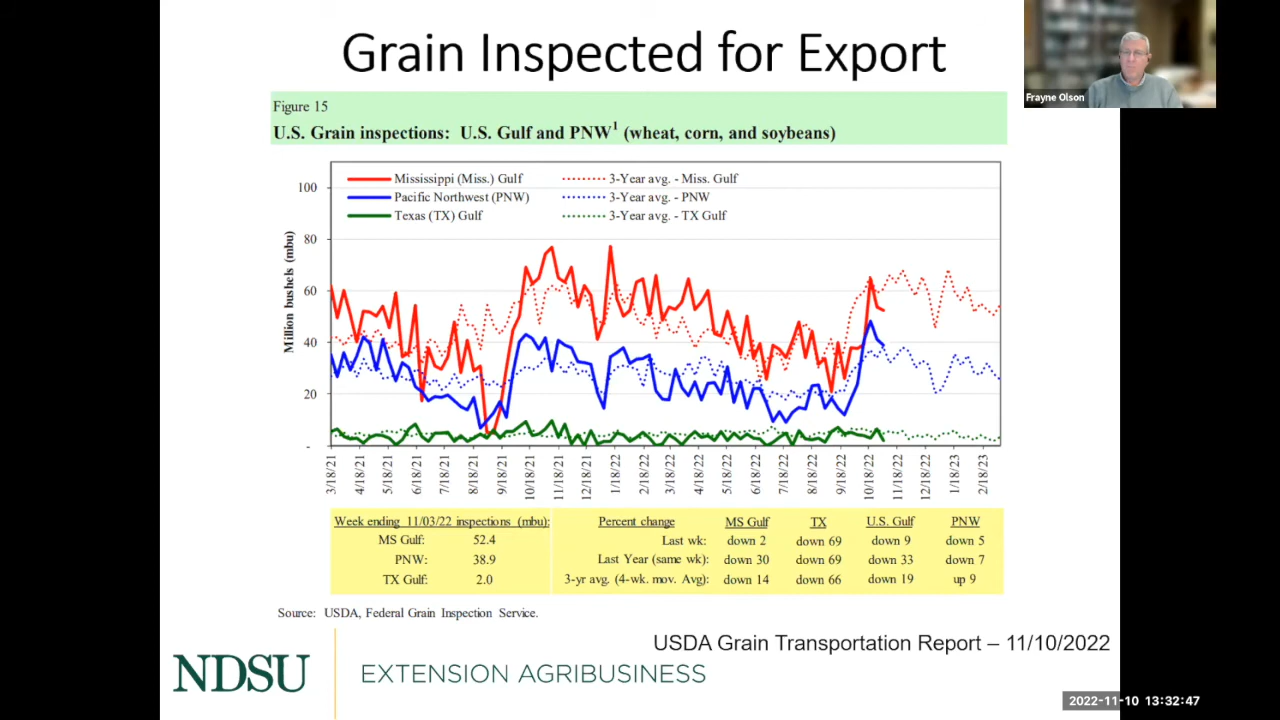 Grain Inspected for Export
Frayne Olson
Figure 15
U.S. Grain inspections: U.S. Gulf and PNW1 (wheat, corn, and soybeans)
Million bushels (mbu)
100
80
60
40
20
-
Mississippi (Miss.) Gulf
Pacific Northwest (PNW)
Texas (TX) Gulf
3-Year avg. - Miss. Gulf
3-Year avg. - PNW
3-Year avg. - TX Gulf
3/18/21
4/18/21
5/18/21
6/18/21
7/18/21
8/18/21
9/18/21
10/18/21
11/18/21
12/18/21
1/18/22
2/18/22
3/18/22
4/18/22
5/18/22
6/18/22
7/18/22
8/18/22
9/18/22
10/18/22
11/18/22
12/18/22
1/18/23
2/18/23
Week ending 11/03/22 inspections (mbu):
MS Gulf: 52.4
PNW: 38.9
TX Gulf: 2.0
Percent change MS Gulf TX U.S. Gulf PNW
Last wk: down 2 down 69 down 9 down 5
Last Year (same wk): down 30 down 69 down 33 down 7
3-yr avg. (4-wk. mov. Avg): down 14 down 66 down 19 up 9
Source: USDA, Federal Grain Inspection Service.
USDA Grain Transportation Report – 11/10/2022
NDSU
EXTENSION AGRIBUSINESS
2022-11-10 13:32:47